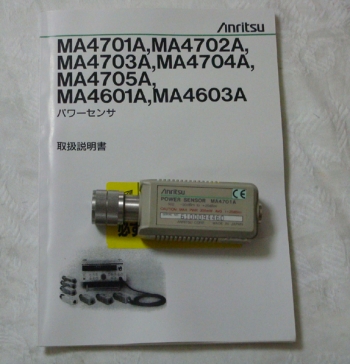 Anritsu
MA4701A,MA4702A,
MA4703A,MA4704A,
MA4705A,
MA4601A,MA4603A
パワーセンサ
取扱説明書
Anritsu
CE
POWER SENSOR MA4701A